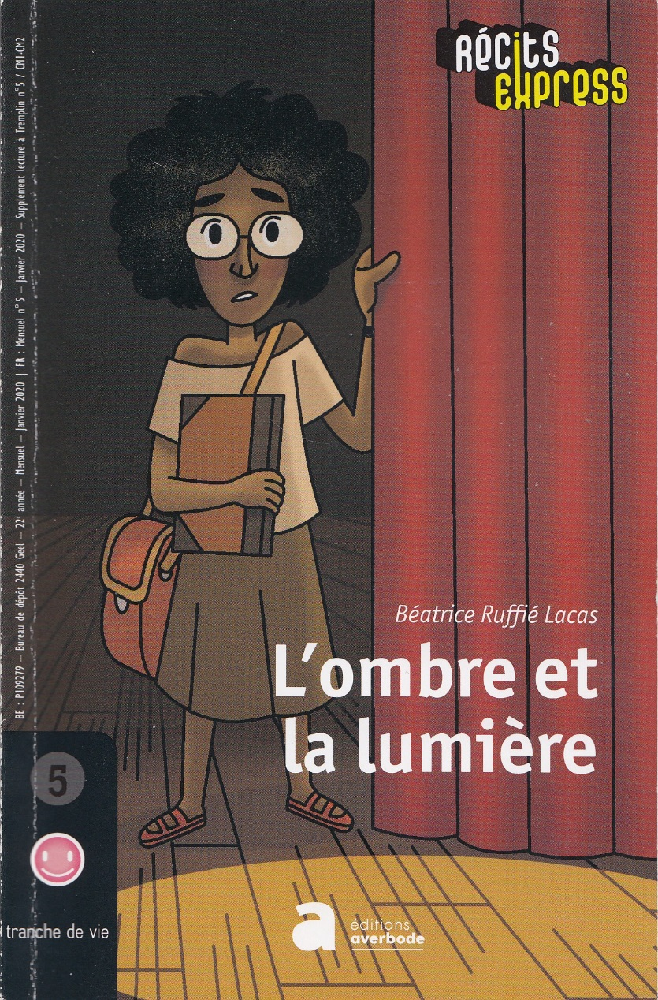 RÉCiTS
EXPRESS
BE : P109279 – Bureau de dépôt 2440 Geel – 22e année – Mensuel – Janvier 2020 | FR : Mensuel n° 5 – Janvier 2020 – Supplément lecture à Tremplin n° 5 / CM1-CM2
Béatrice Ruffié Lacas
L'ombre et
la lumière
5
tranche de vie
a
éditions
averbode